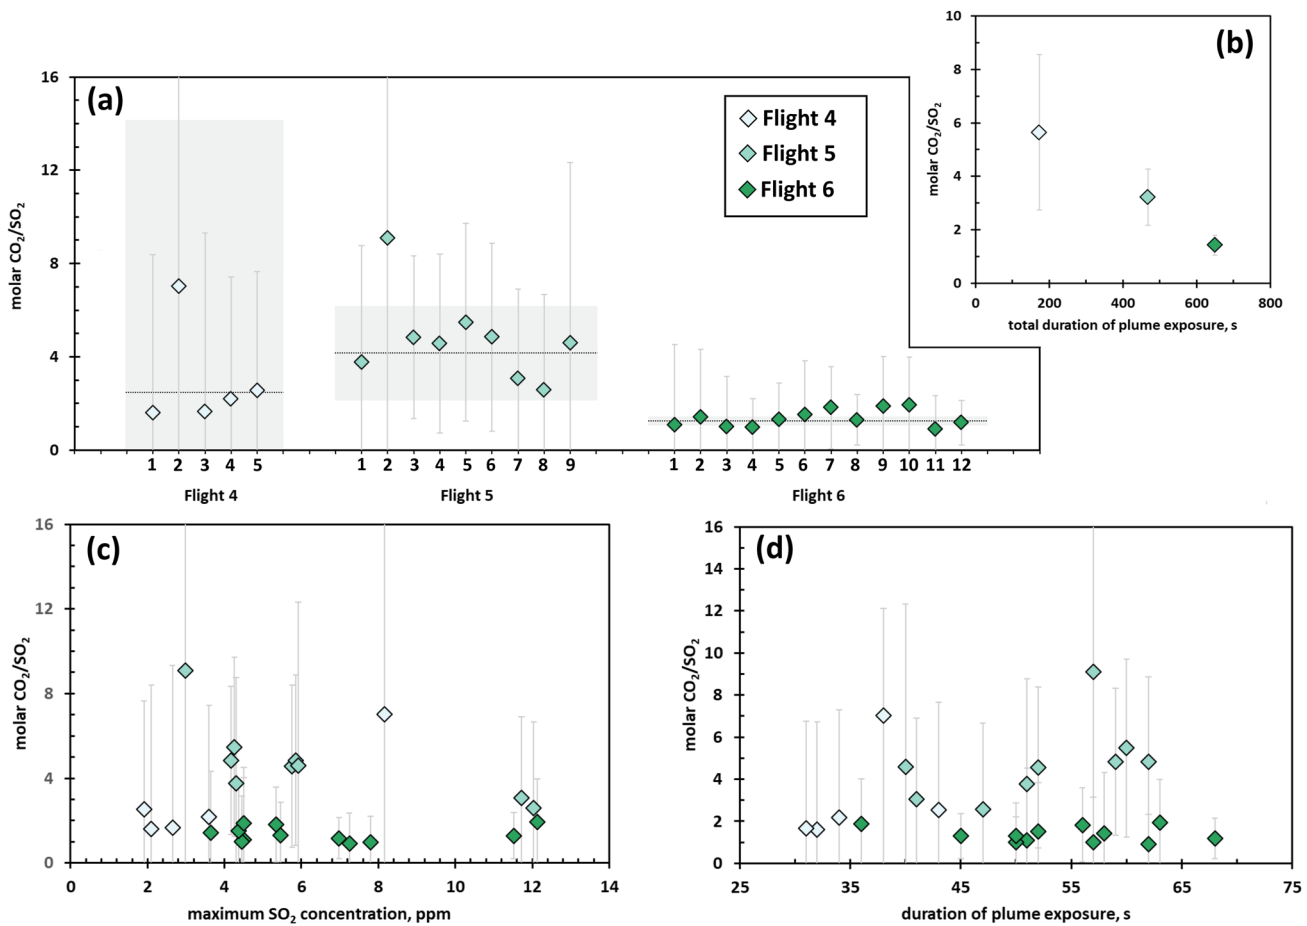 (a)
molar CO₂/SO₂
16
12
8
4
0
Flight 4
Flight 5
Flight 6
1 2 3 4 5
1 2 3 4 5 6 7 8 9
1 2 3 4 5 6 7 8 9 10 11 12
Flight 4
Flight 5
Flight 6
(b)
molar CO₂/SO₂
10
8
6
4
2
0
0 200 400 600 800
total duration of plume exposure, s
(c)
molar CO₂/SO₂
16
12
8
4
0
0 2 4 6 8 10 12 14
maximum SO₂ concentration, ppm
(d)
molar CO₂/SO₂
16
14
12
10
8
6
4
2
0
25 35 45 55 65 75
duration of plume exposure, s